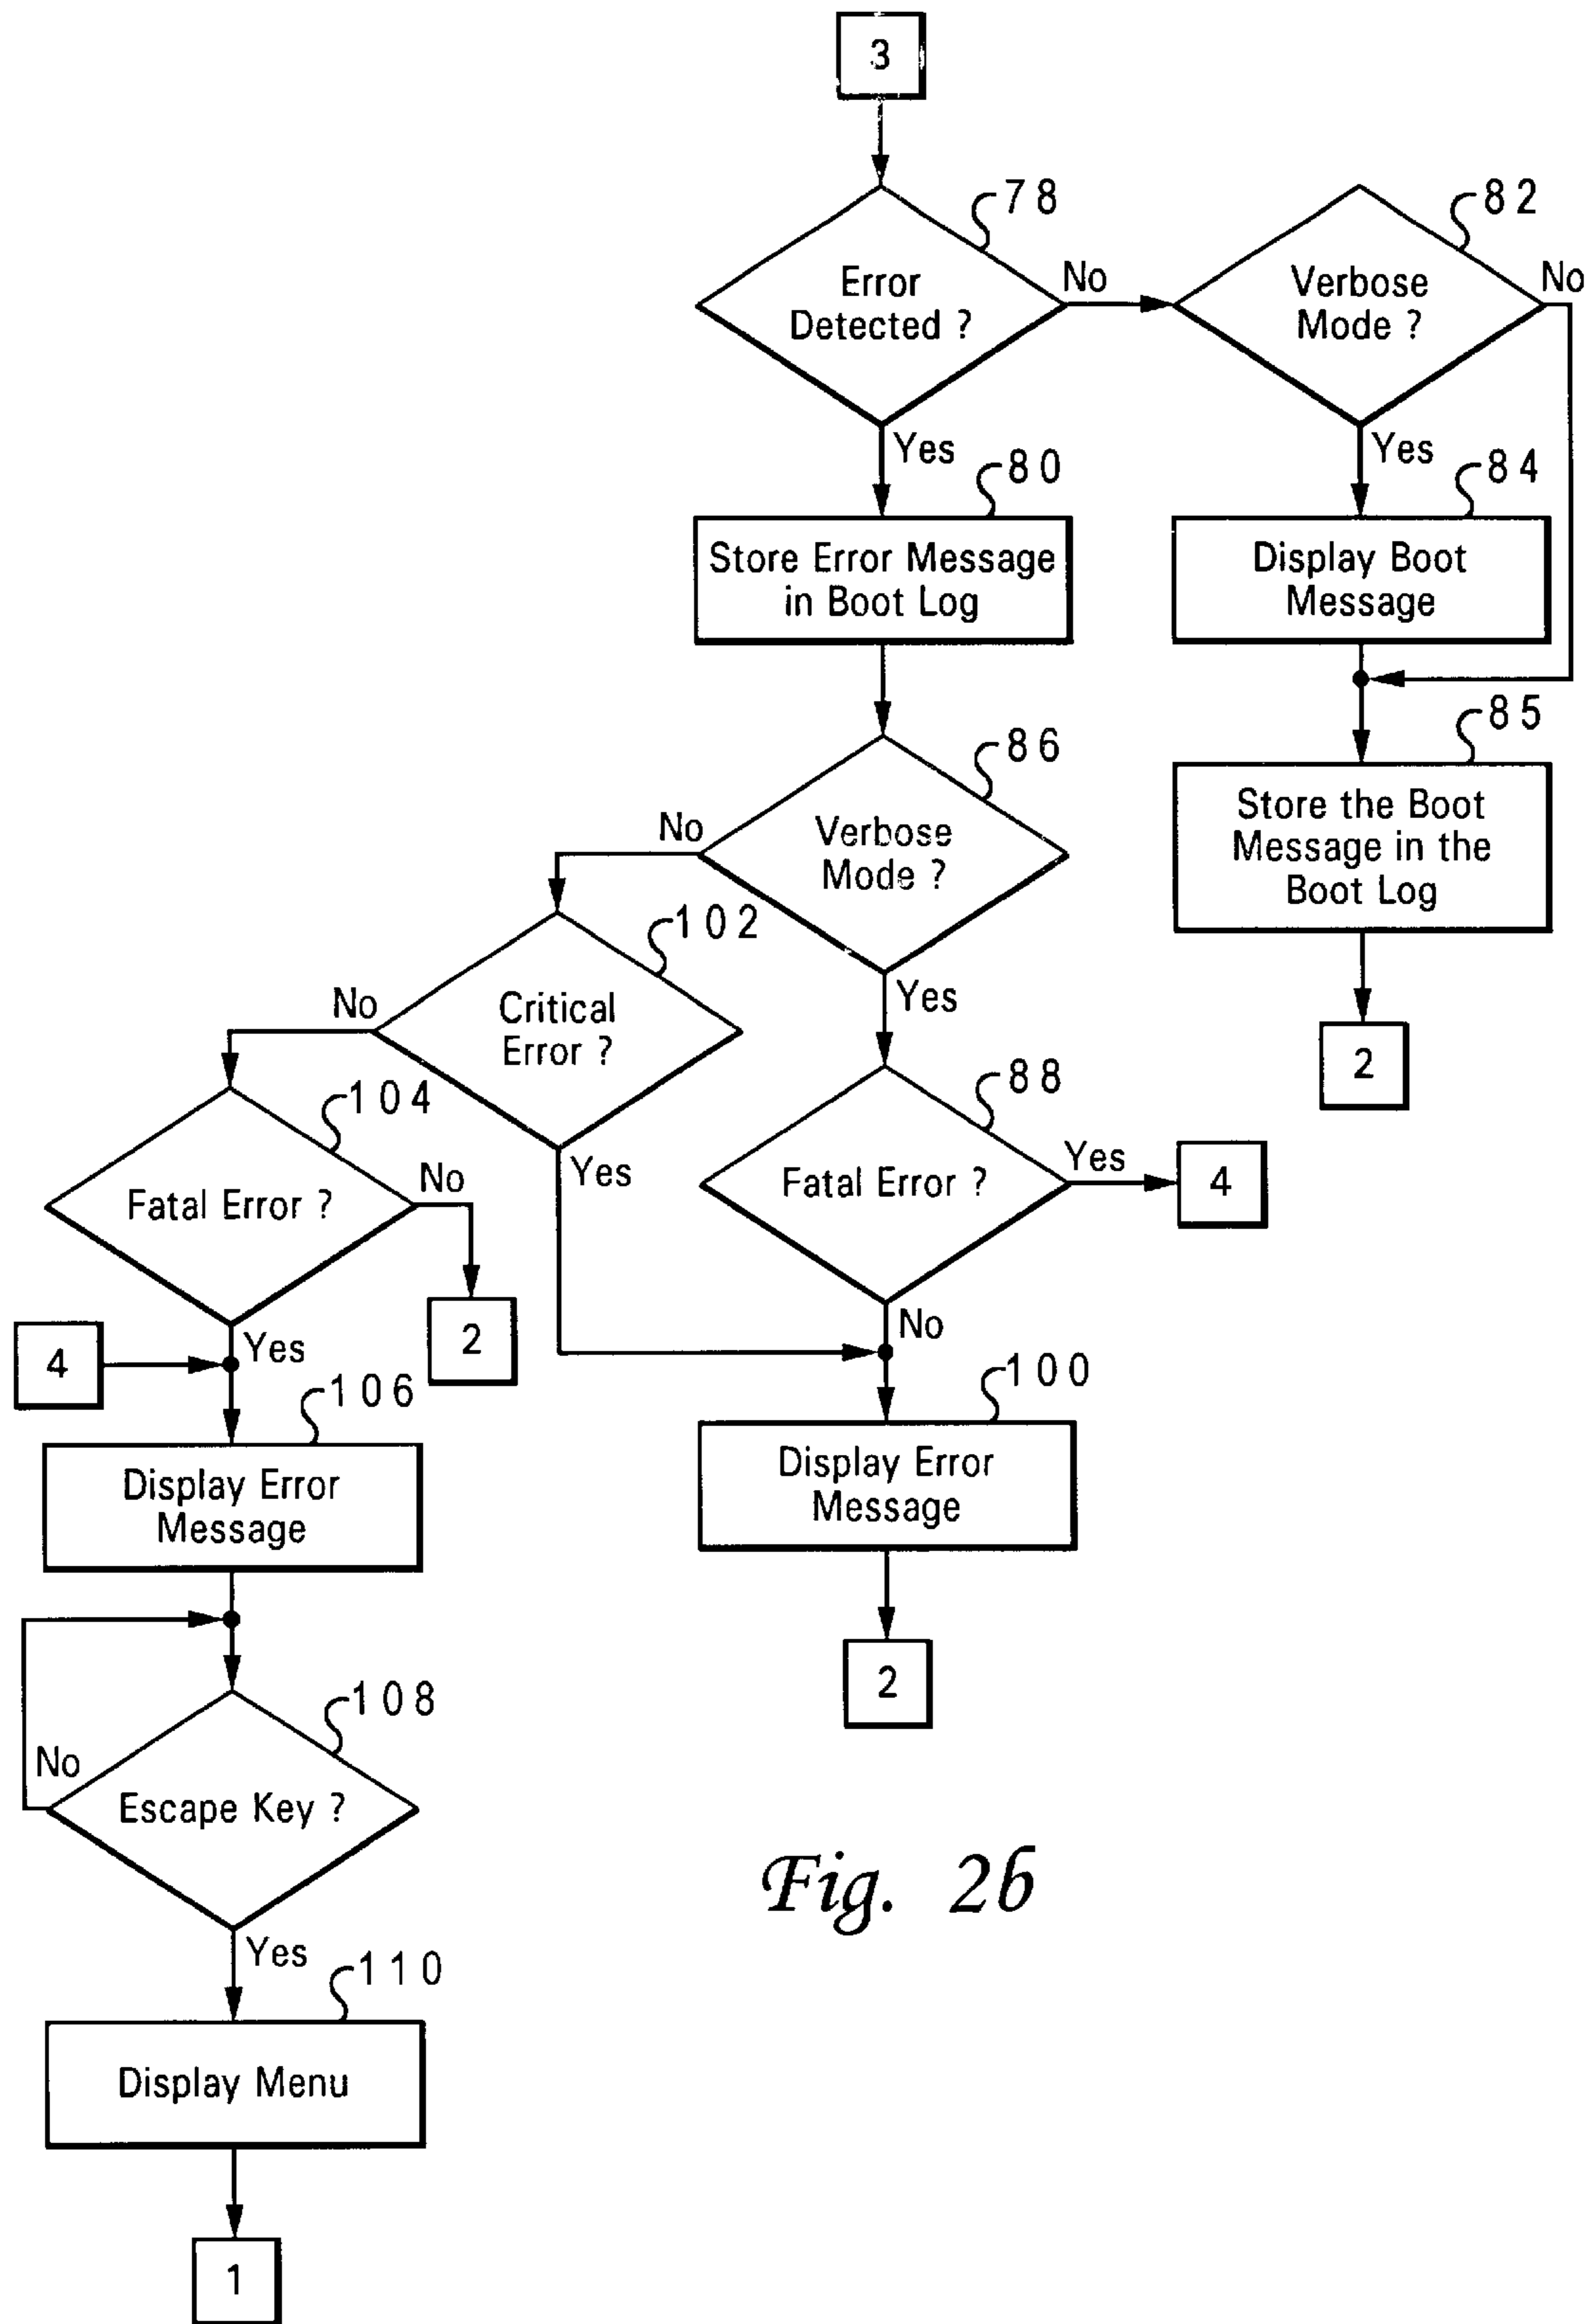 3
78
82
Error
Detected ?
No
Verbose
Mode ?
No
Yes
80
Yes
84
Store Error Message
in Boot Log
Display Boot
Message
85
86
Store the Boot
Message in the
Boot Log
No
Verbose
Mode ?
102
Yes
2
No
Critical
Error ?
88
104
Yes
Fatal Error ?
Yes
4
Fatal Error ?
No
2
No
4
Yes
100
106
Display Error
Message
Display Error
Message
2
108
No
Escape Key ?
Yes
Fig. 2b
110
Display Menu
1